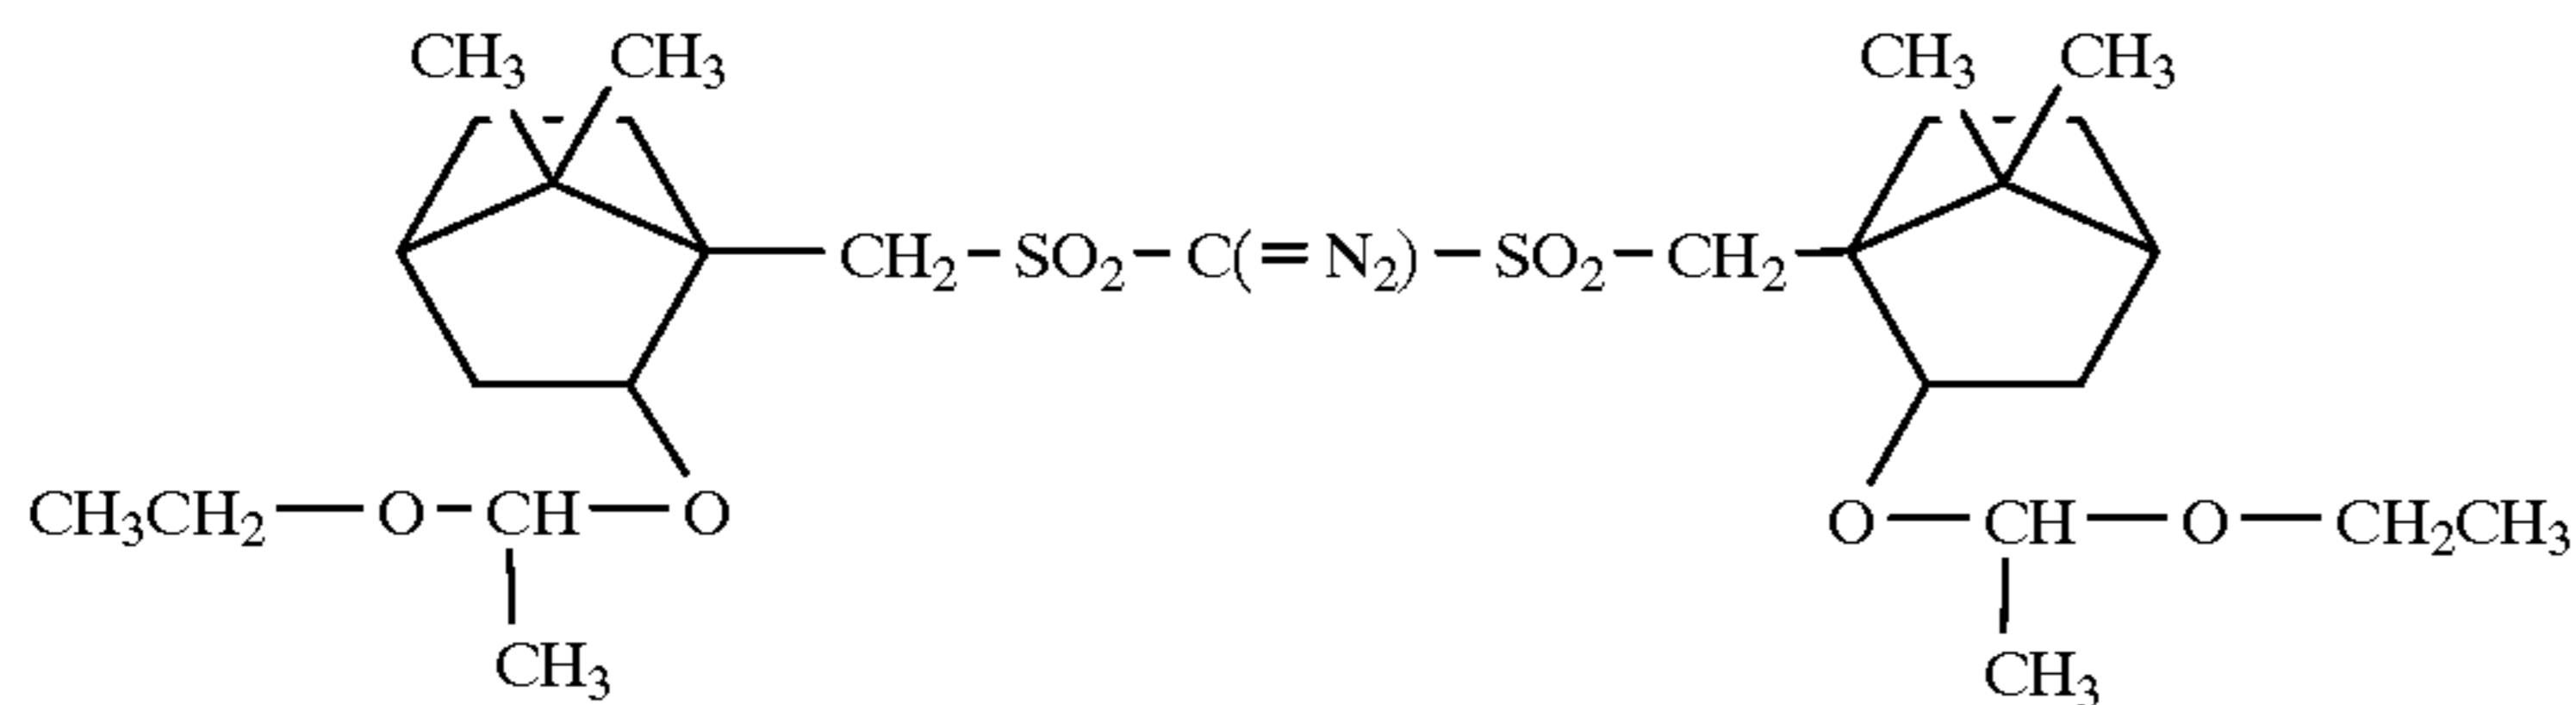 CH₃ CH₃ CH₃ CH₃
CH₂–SO₂–C(=N₂)–SO₂–CH₂
CH₃CH₂—O–CH—O O—CH—O—CH₂CH₃
CH₃ CH₃